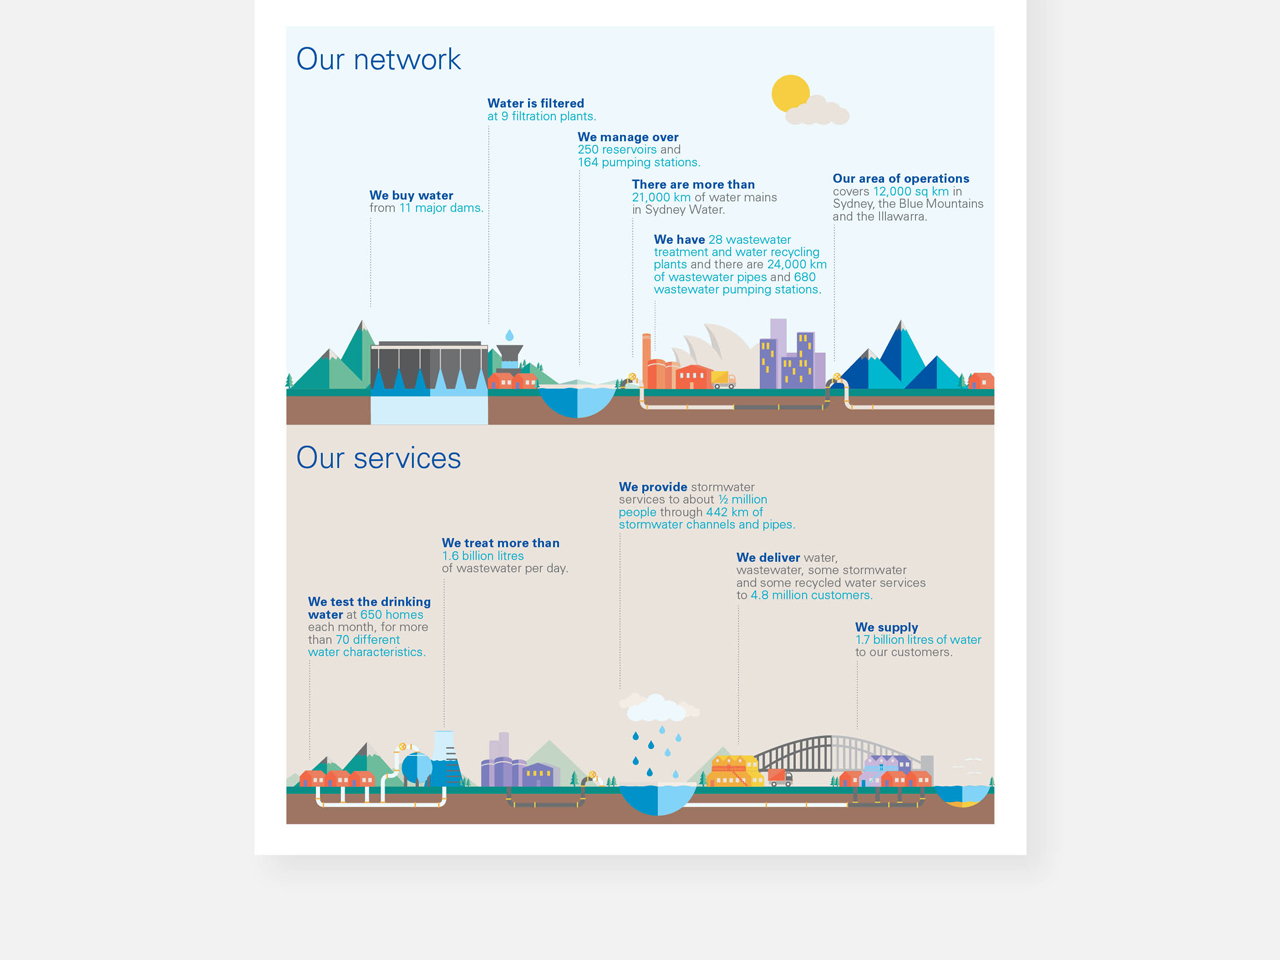 Our network
Water is filtered
at 9 filtration plants.
We manage over
250 reservoirs and
164 pumping stations.
There are more than
21,000 km of water mains
in Sydney Water.
Our area of operations
covers 12,000 sq km in
Sydney, the Blue Mountains
and the Illawarra.
We buy water
from 11 major dams.
We have 28 wastewater
treatment and water recycling
plants and there are 24,000 km
of wastewater pipes and 680
wastewater pumping stations.
Our services
We provide stormwater
services to about ½ million
people through 442 km of
stormwater channels and pipes.
We treat more than
1.6 billion litres
of wastewater per day.
We deliver water,
wastewater, some stormwater
and some recycled water services
to 4.8 million customers.
We test the drinking
water at 650 homes
each month, for more
than 70 different
water characteristics.
We supply
1.7 billion litres of water
to our customers.